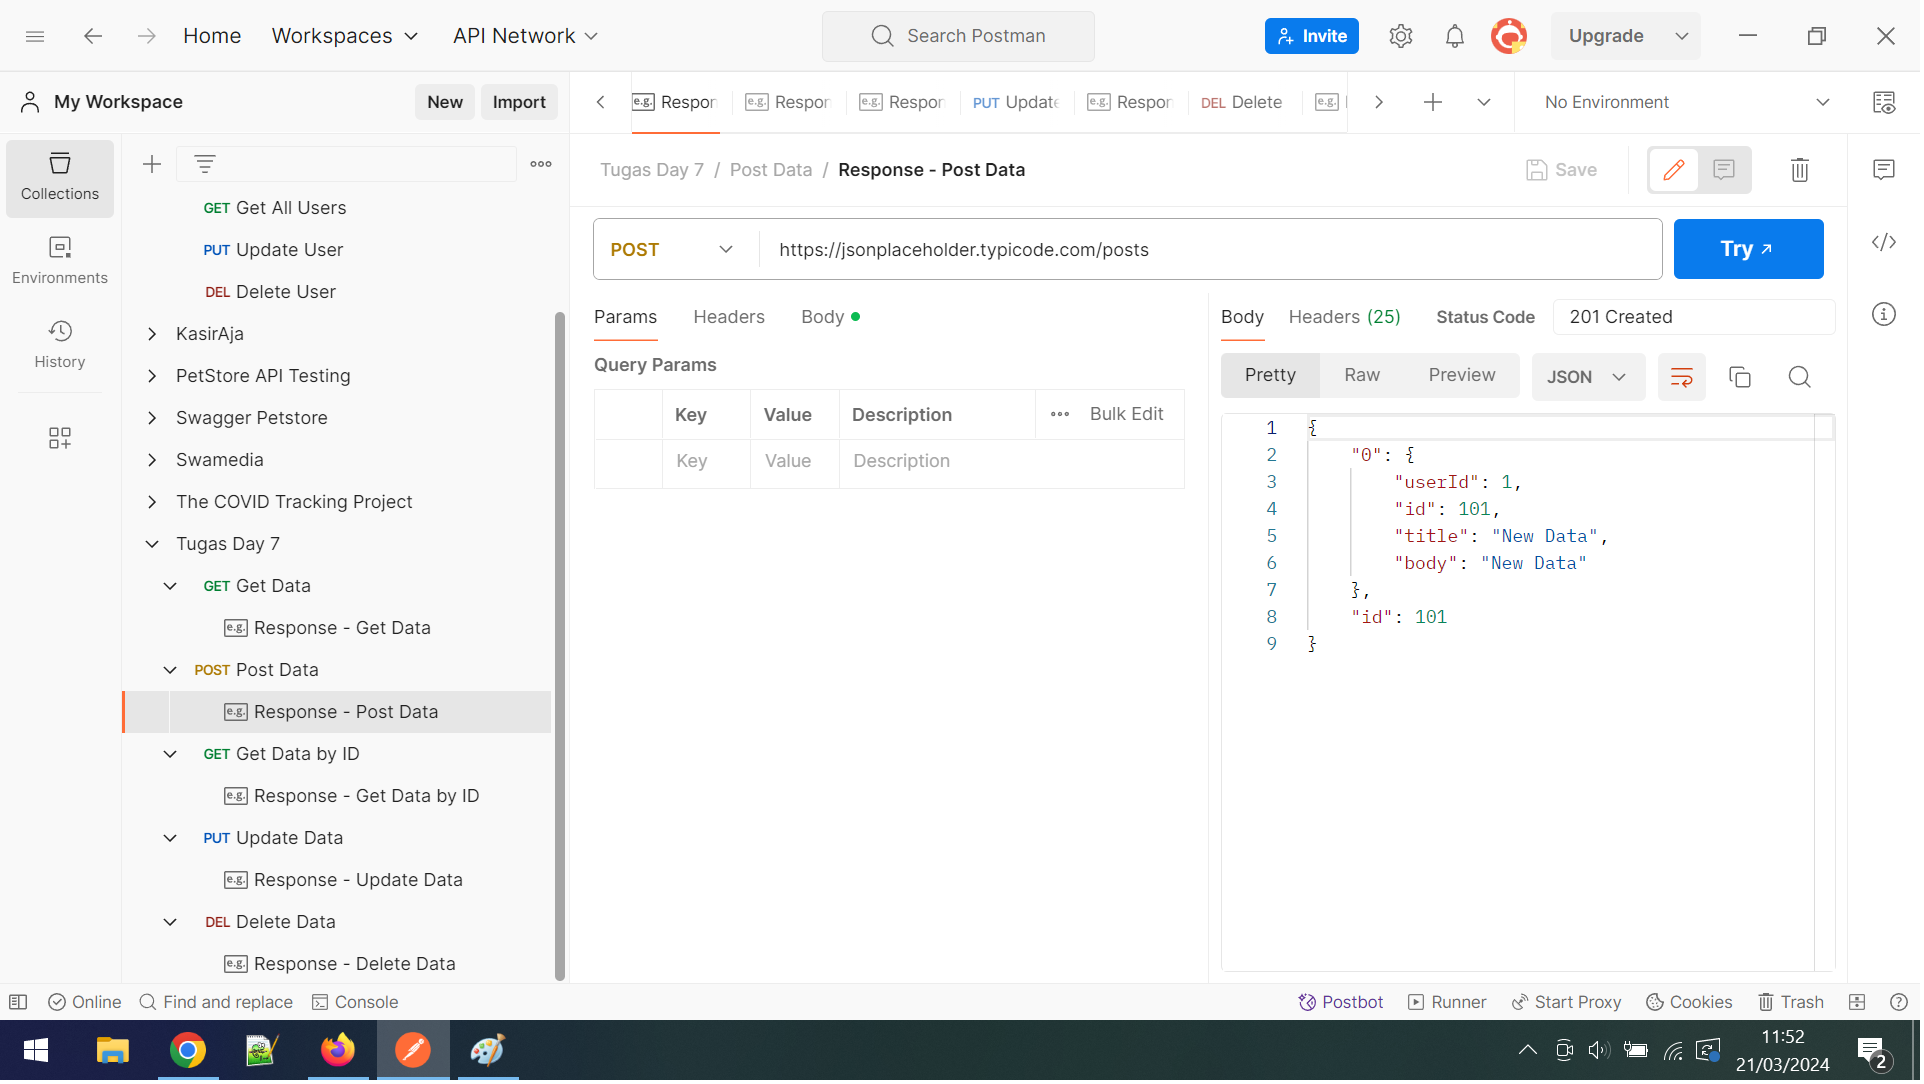 Home Workspaces API Network Search Postman Invite Upgrade
My Workspace New Import
e.g. Respor e.g. Respor e.g. Respor PUT Update e.g. Respor DEL Delete e.g. No Environment
Collections
Environments
History
GET Get All Users
PUT Update User
DEL Delete User
KasirAja
PetStore API Testing
Swagger Petstore
Swamedia
The COVID Tracking Project
Tugas Day 7
GET Get Data
e.g. Response - Get Data
POST Post Data
e.g. Response - Post Data
GET Get Data by ID
e.g. Response - Get Data by ID
PUT Update Data
e.g. Response - Update Data
DEL Delete Data
e.g. Response - Delete Data
Tugas Day 7 / Post Data / Response - Post Data Save
POST https://jsonplaceholder.typicode.com/posts Try
Params Headers Body
Query Params
Key Value Description Bulk Edit
Key Value Description
Body Headers (25) Status Code 201 Created
Pretty Raw Preview JSON
1 {
2 "0": {
3 "userId": 1,
4 "id": 101,
5 "title": "New Data",
6 "body": "New Data"
7 },
8 "id": 101
9 }
Online Find and replace Console Postbot Runner Start Proxy Cookies Trash
11:52
21/03/2024
2